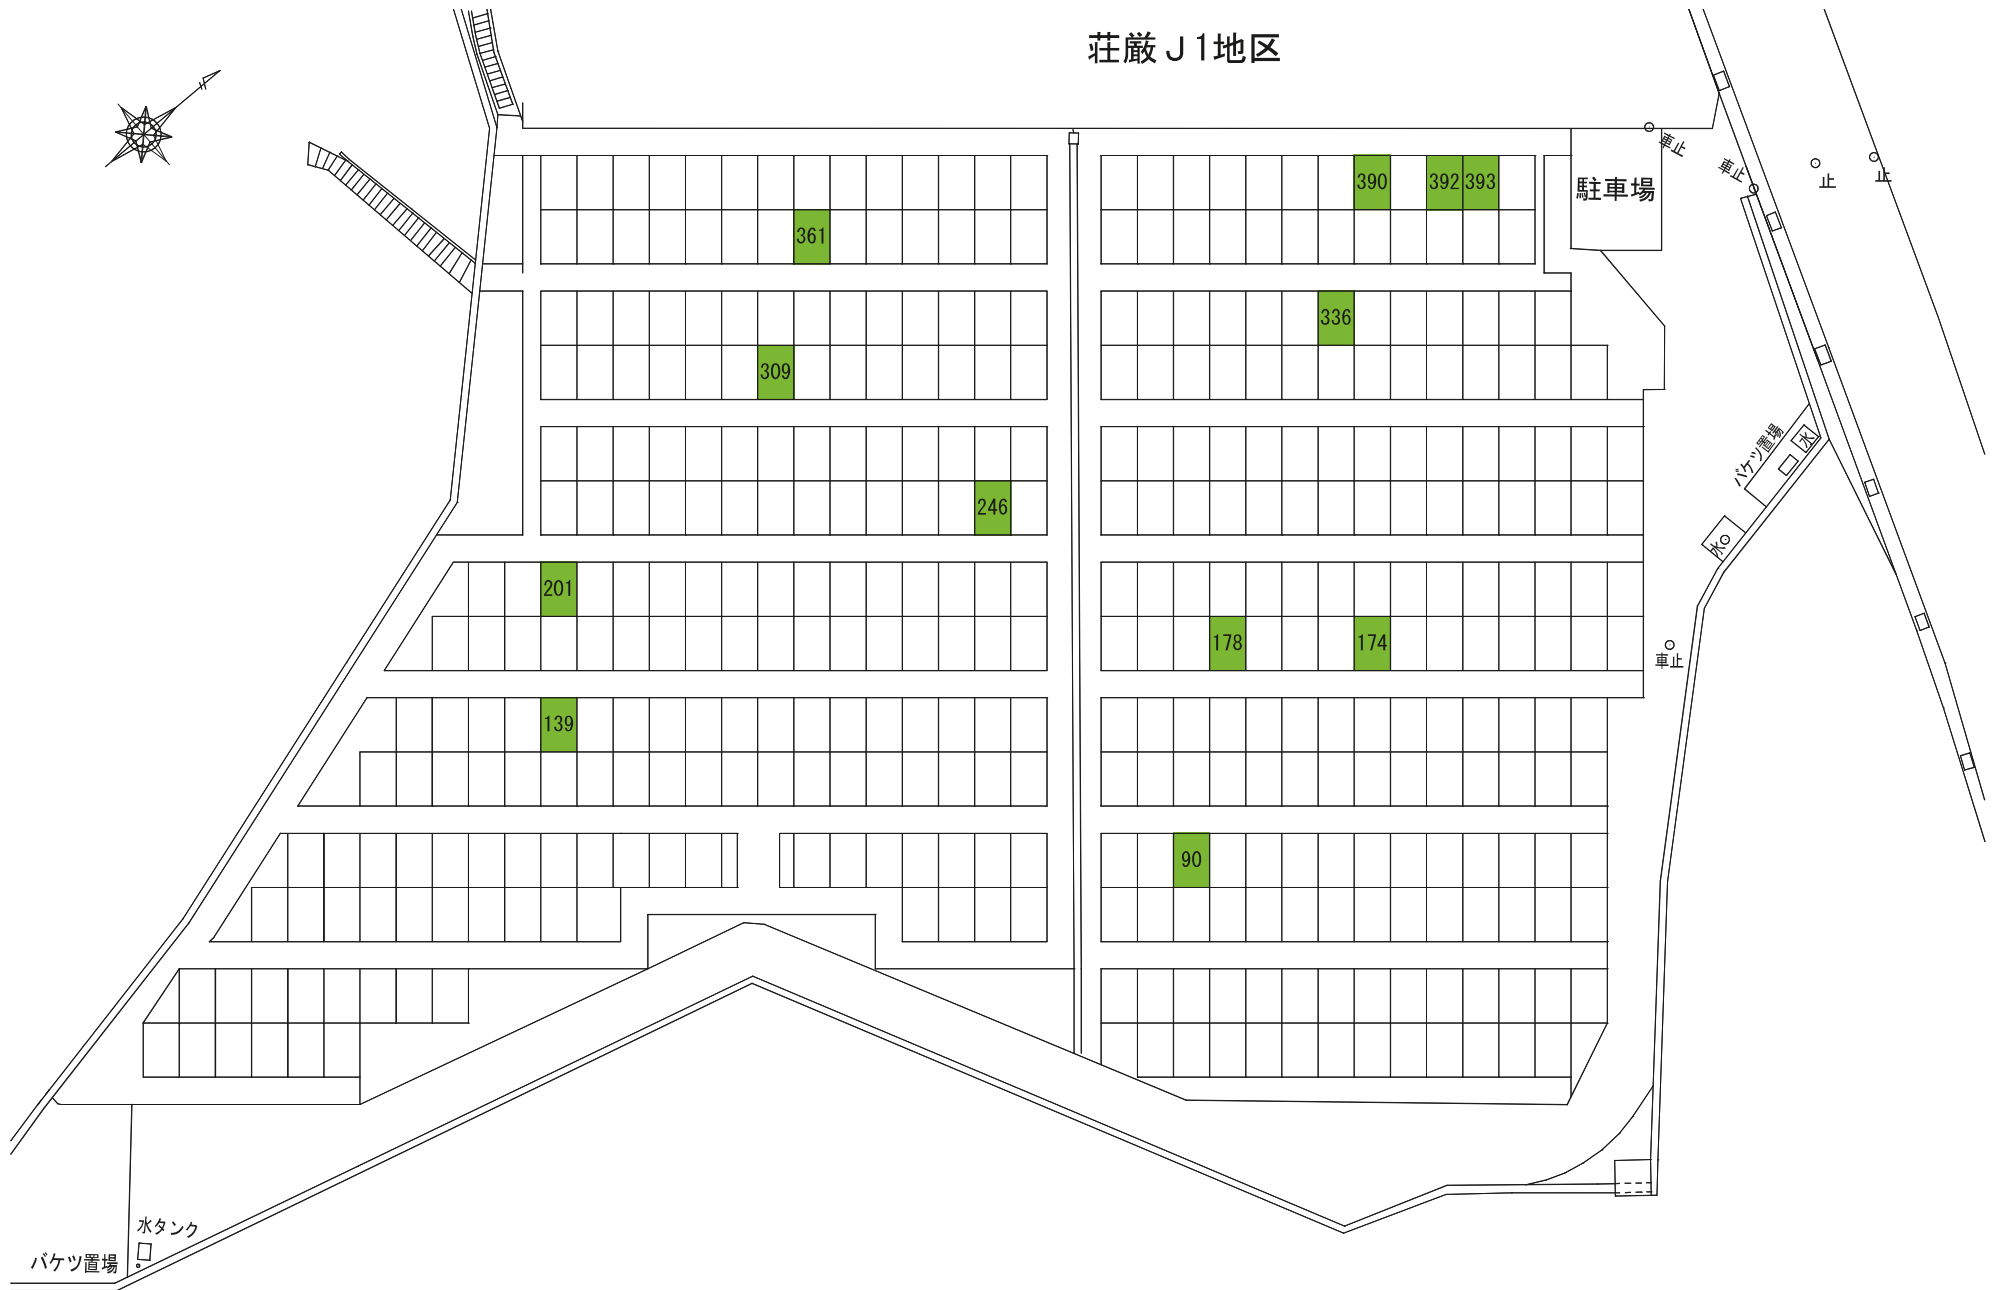 荘厳J1地区
車止
車止
止
止
駐車場
390
392
393
361
336
309
バケツ置場
水
246
水
201
178
174
車止
139
90
水タンク
バケツ置場